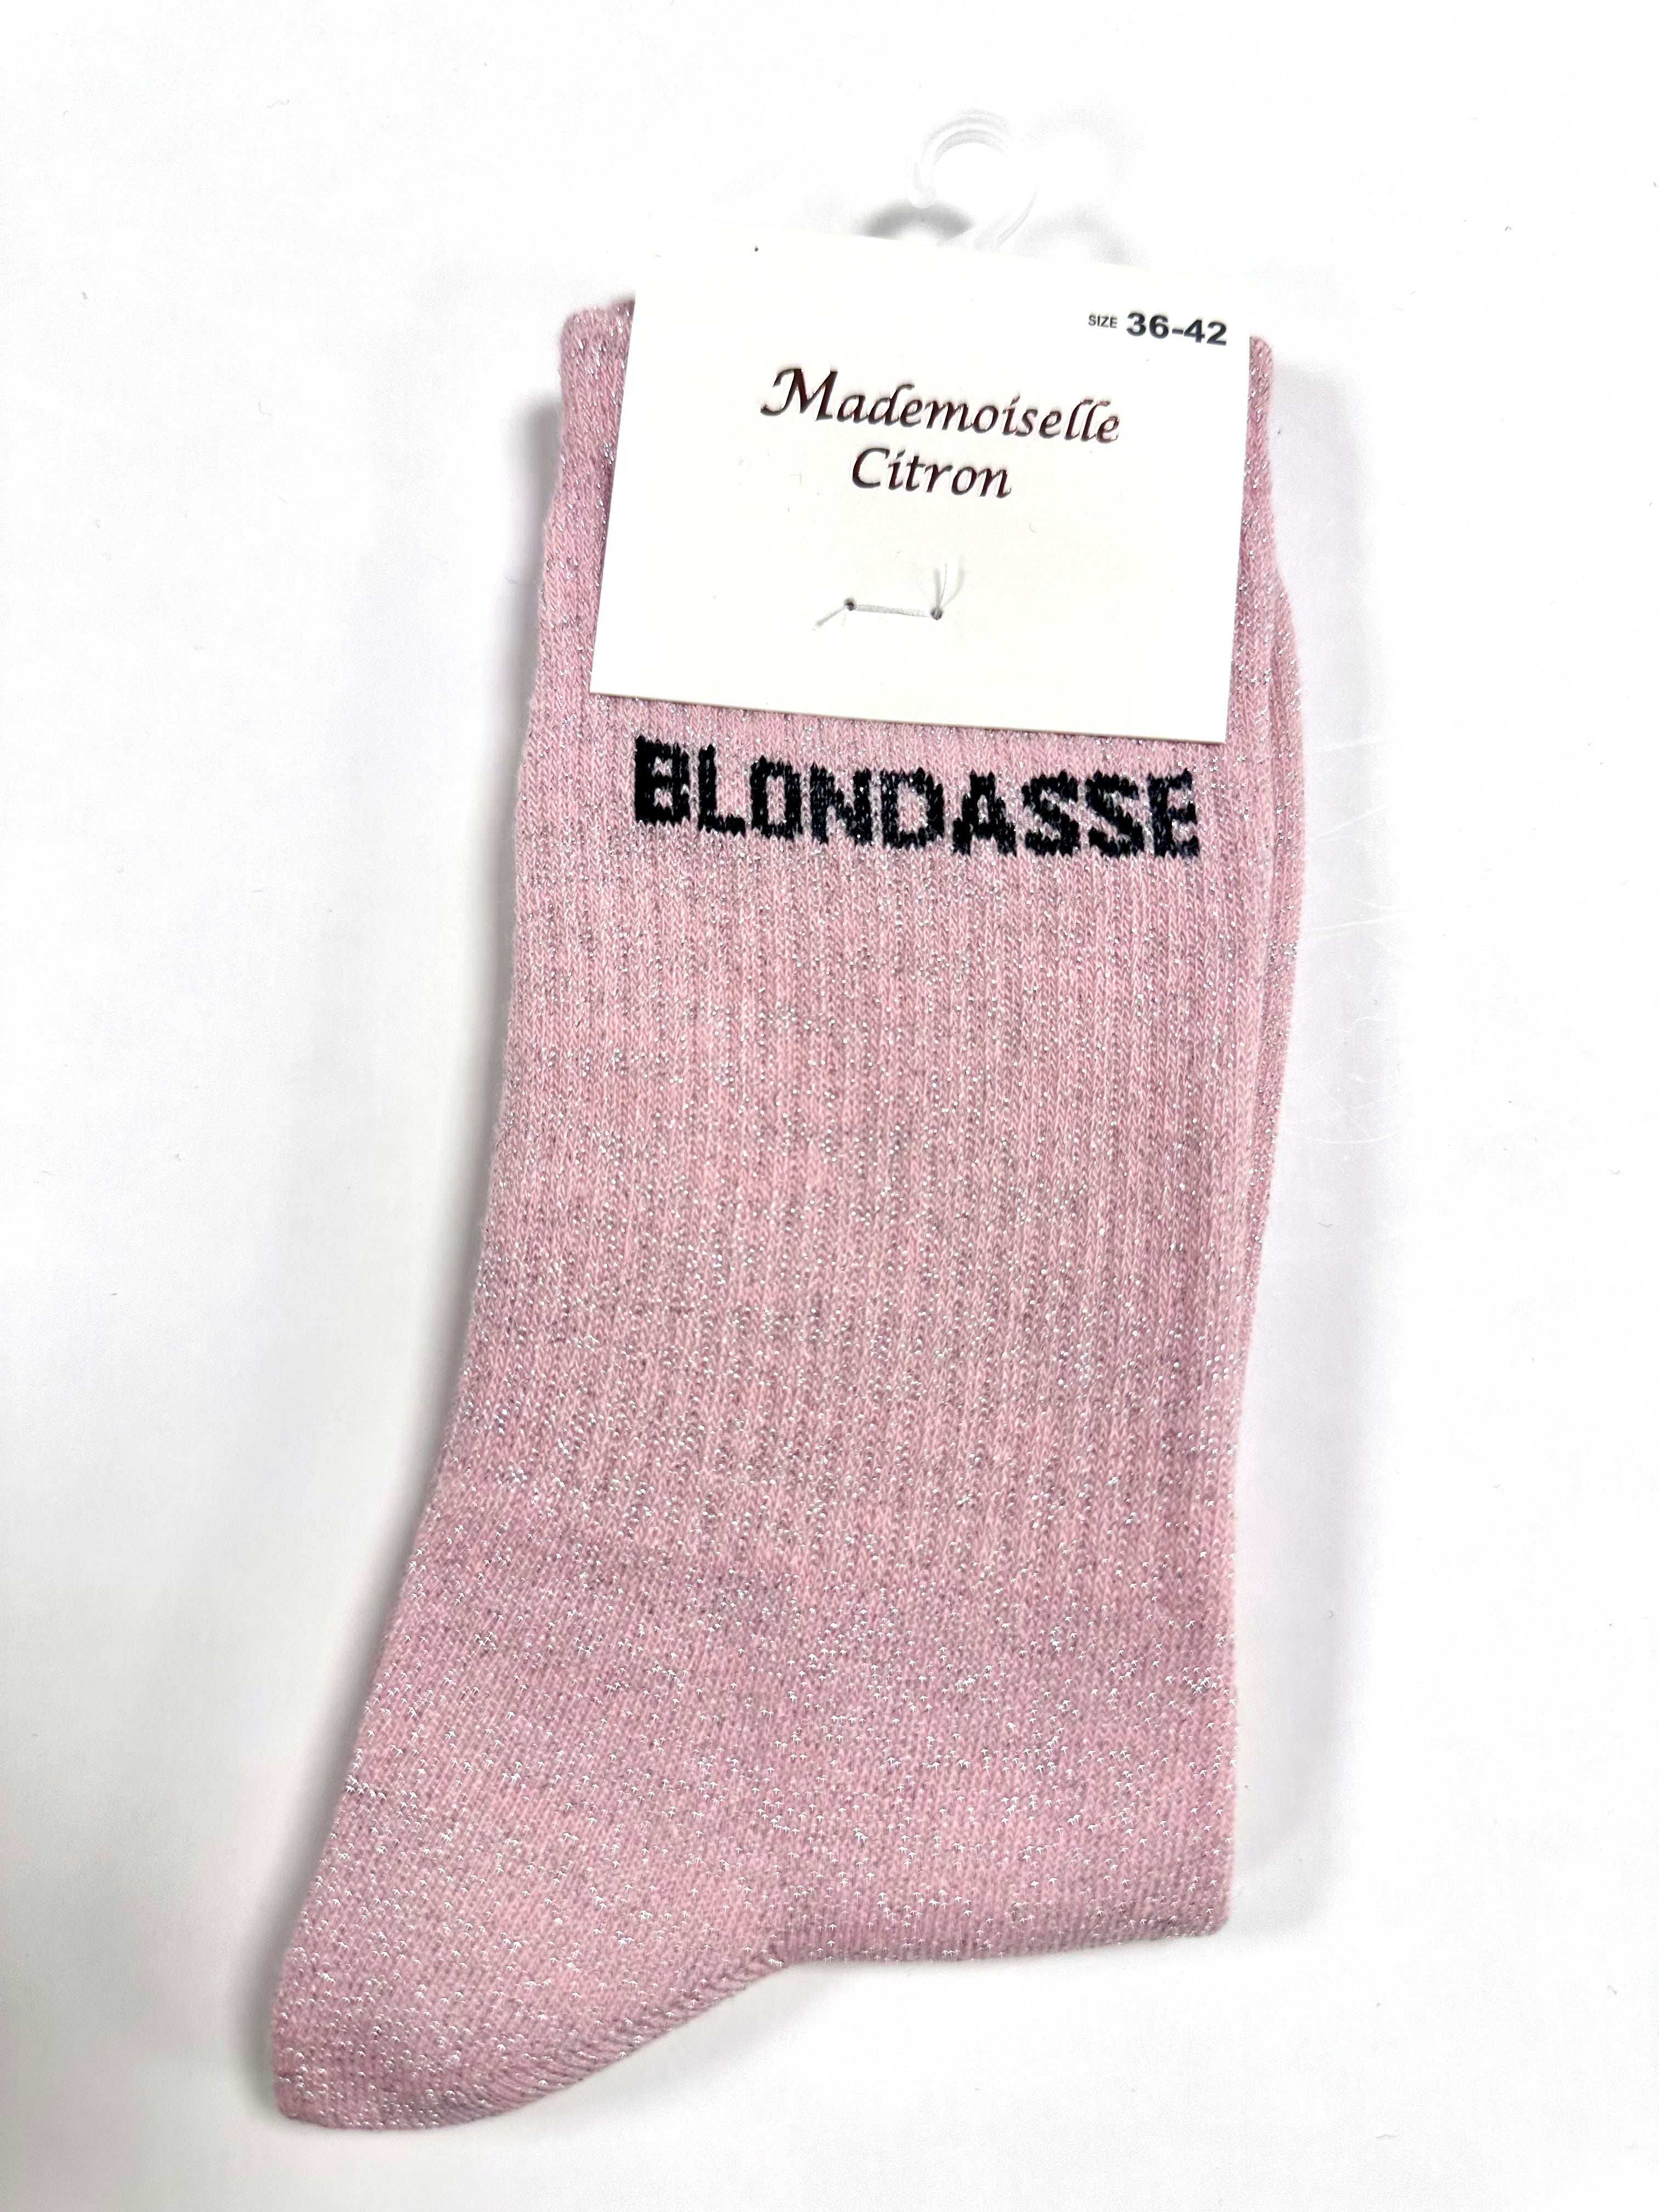 SIZE 36-42
Mademoiselle
Citron
BLONDASSE